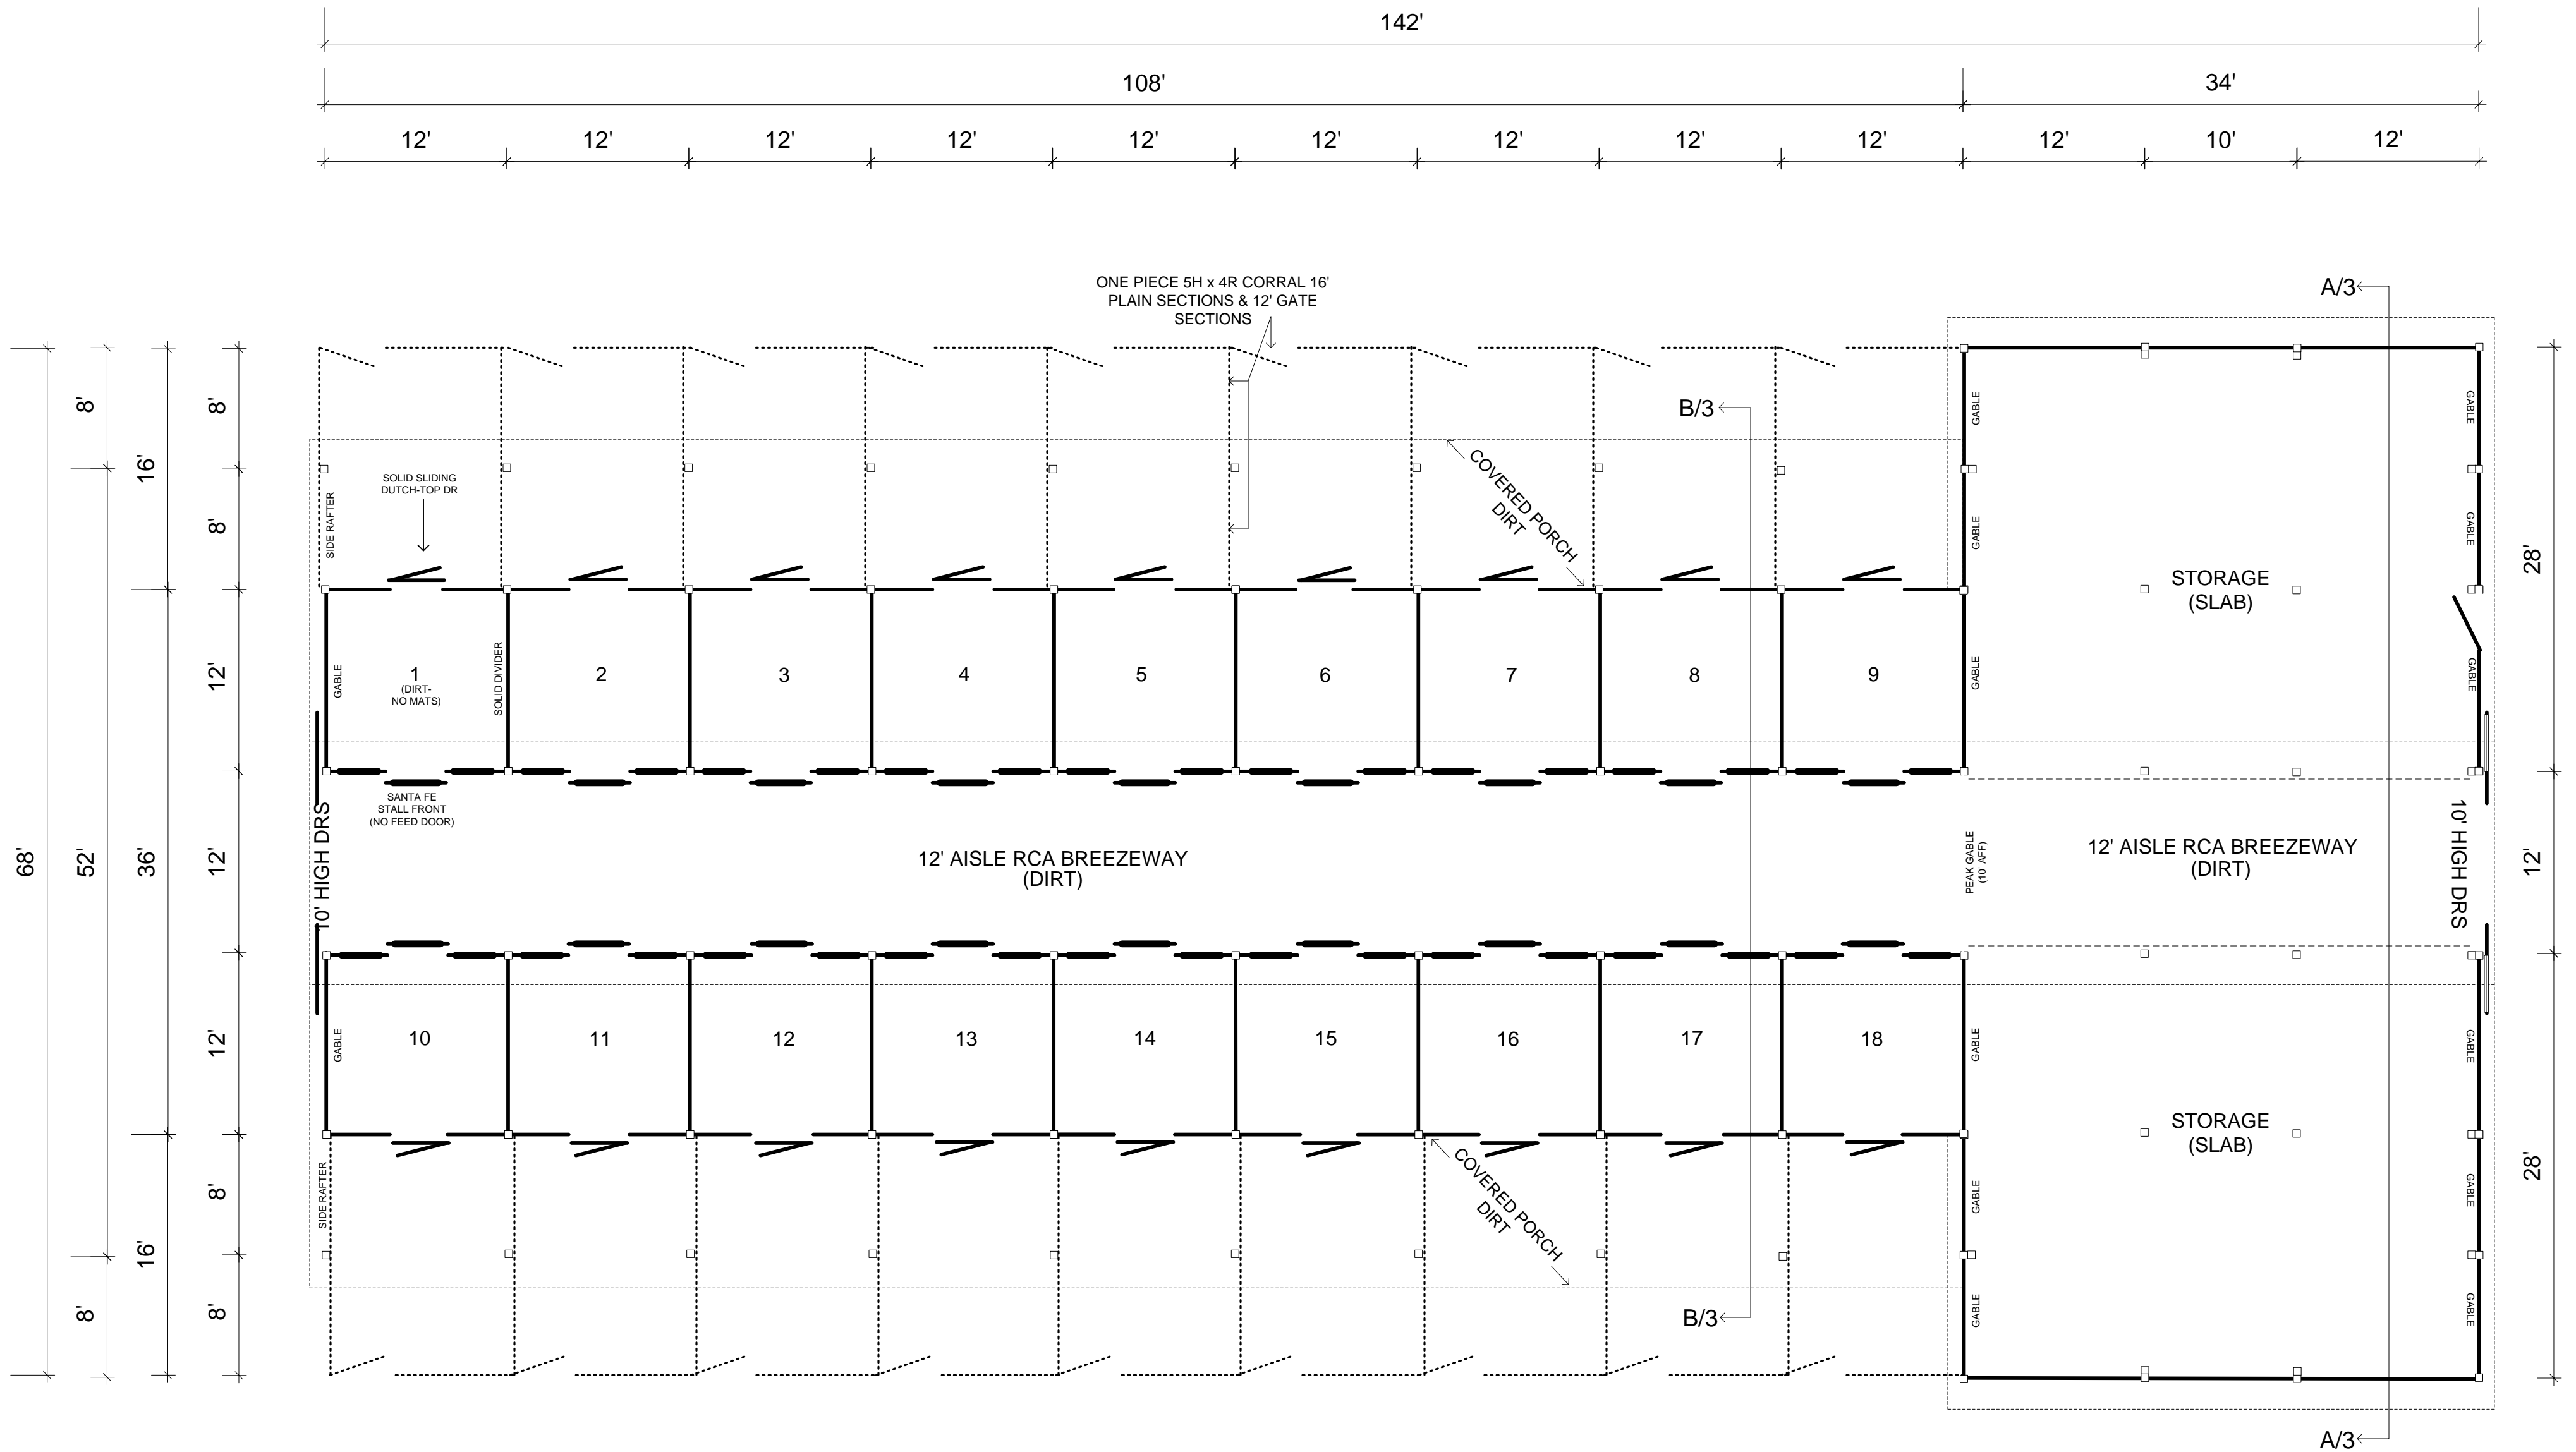 142'
108'
34'
12'
12'
12'
12'
12'
12'
12'
12'
12'
12'
10'
12'
ONE PIECE 5H x 4R CORRAL 16'
PLAIN SECTIONS & 12' GATE
SECTIONS
A/3
B/3
8'
16'
8'
8'
SOLID SLIDING
DUTCH-TOP DR
SIDE RAFTER
COVERED PORCH
DIRT
GABLE
GABLE
GABLE
GABLE
STORAGE
(SLAB)
28'
12'
GABLE
1
(DIRT-
NO MATS)
SOLID DIVIDER
2
3
4
5
6
7
8
9
GABLE
GABLE
SANTA FE
STALL FRONT
(NO FEED DOOR)
68'
52'
36'
12'
10' HIGH DRS
12' AISLE RCA BREEZEWAY
(DIRT)
PEAK GABLE
(10' AFF)
12' AISLE RCA BREEZEWAY
(DIRT)
10' HIGH DRS
12'
12'
GABLE
10
11
12
13
14
15
16
17
18
GABLE
GABLE
STORAGE
(SLAB)
28'
8'
16'
8'
8'
SIDE RAFTER
COVERED PORCH
DIRT
GABLE
GABLE
GABLE
GABLE
B/3
A/3